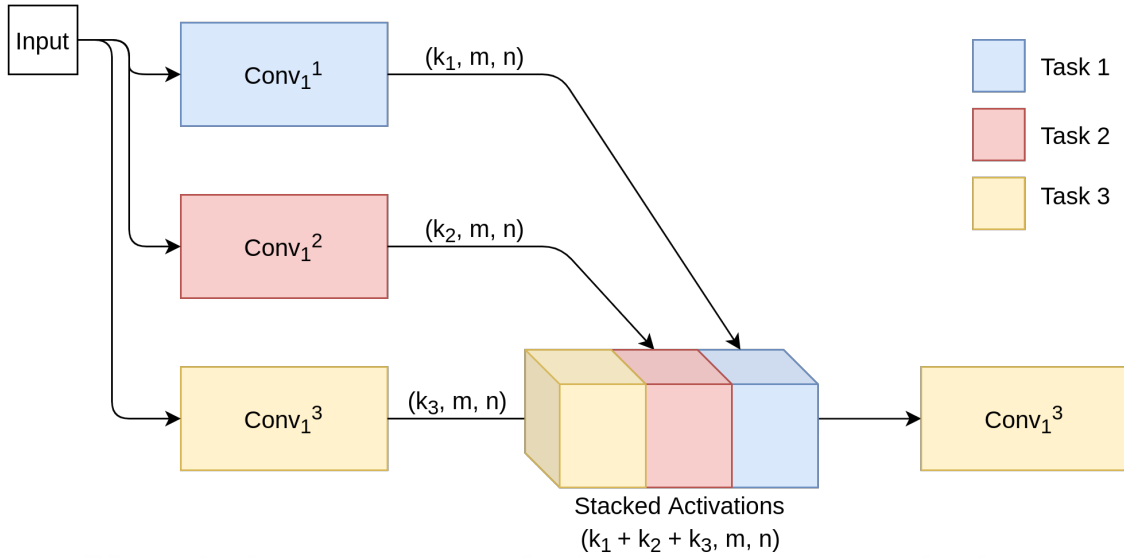 Input
Conv₁¹
(k₁, m, n)
Task 1
Task 2
Task 3
Conv₁²
(k₂, m, n)
Conv₁³
(k₃, m, n)
Conv₁³
Stacked Activations
(k₁ + k₂ + k₃, m, n)